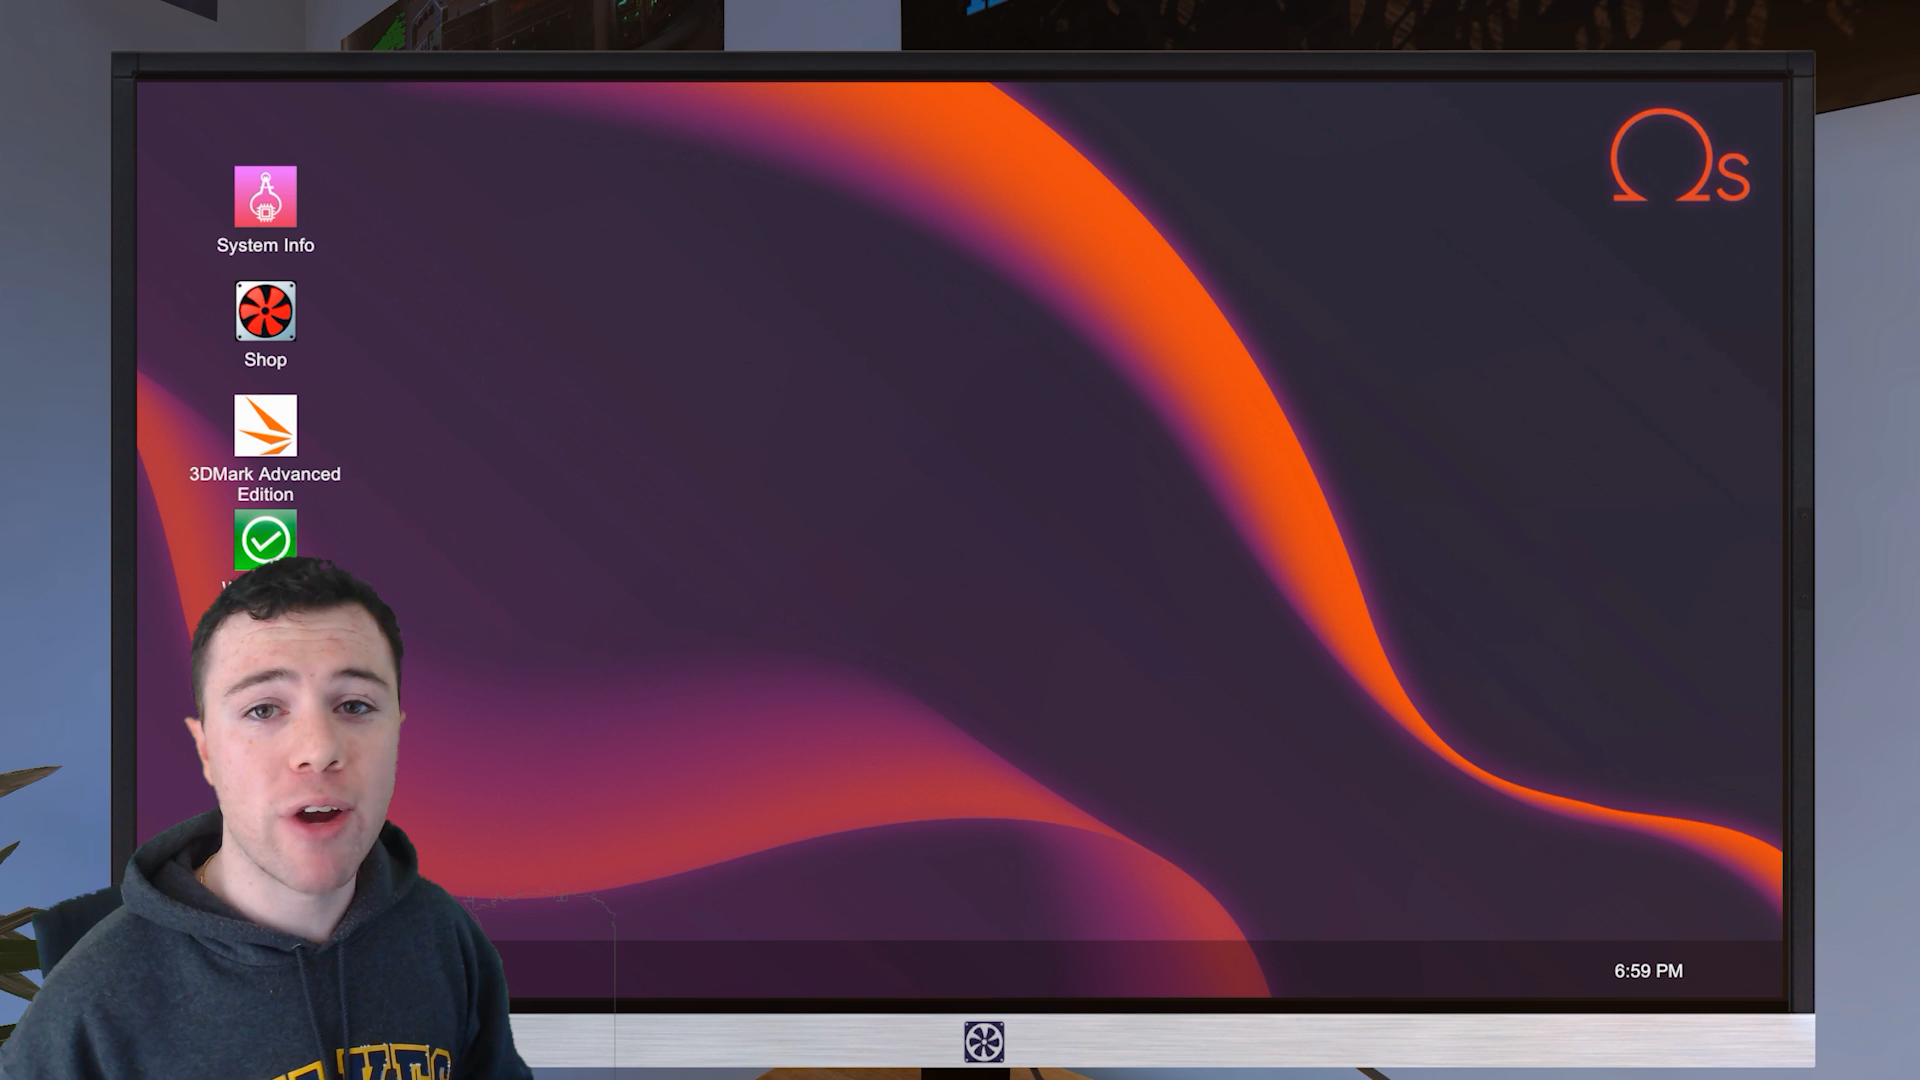 Ωs
System Info
Shop
3DMark Advanced
Edition
6:59 PM